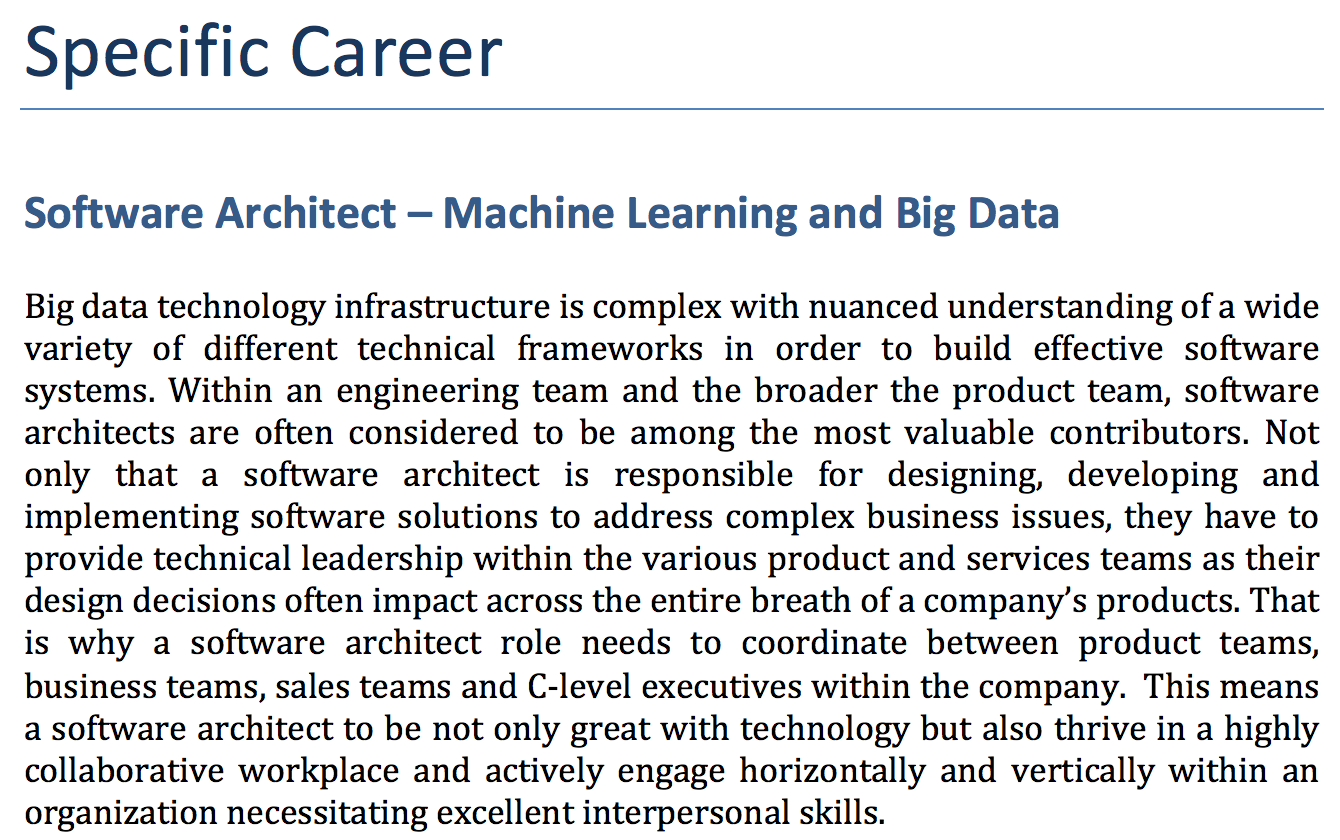 Specific Career
Software Architect – Machine Learning and Big Data
Big data technology infrastructure is complex with nuanced understanding of a wide
variety of different technical frameworks in order to build effective software
systems. Within an engineering team and the broader the product team, software
architects are often considered to be among the most valuable contributors. Not
only that a software architect is responsible for designing, developing and
implementing software solutions to address complex business issues, they have to
provide technical leadership within the various product and services teams as their
design decisions often impact across the entire breath of a company’s products. That
is why a software architect role needs to coordinate between product teams,
business teams, sales teams and C-level executives within the company.  This means
a software architect to be not only great with technology but also thrive in a highly
collaborative workplace and actively engage horizontally and vertically within an
organization necessitating excellent interpersonal skills.